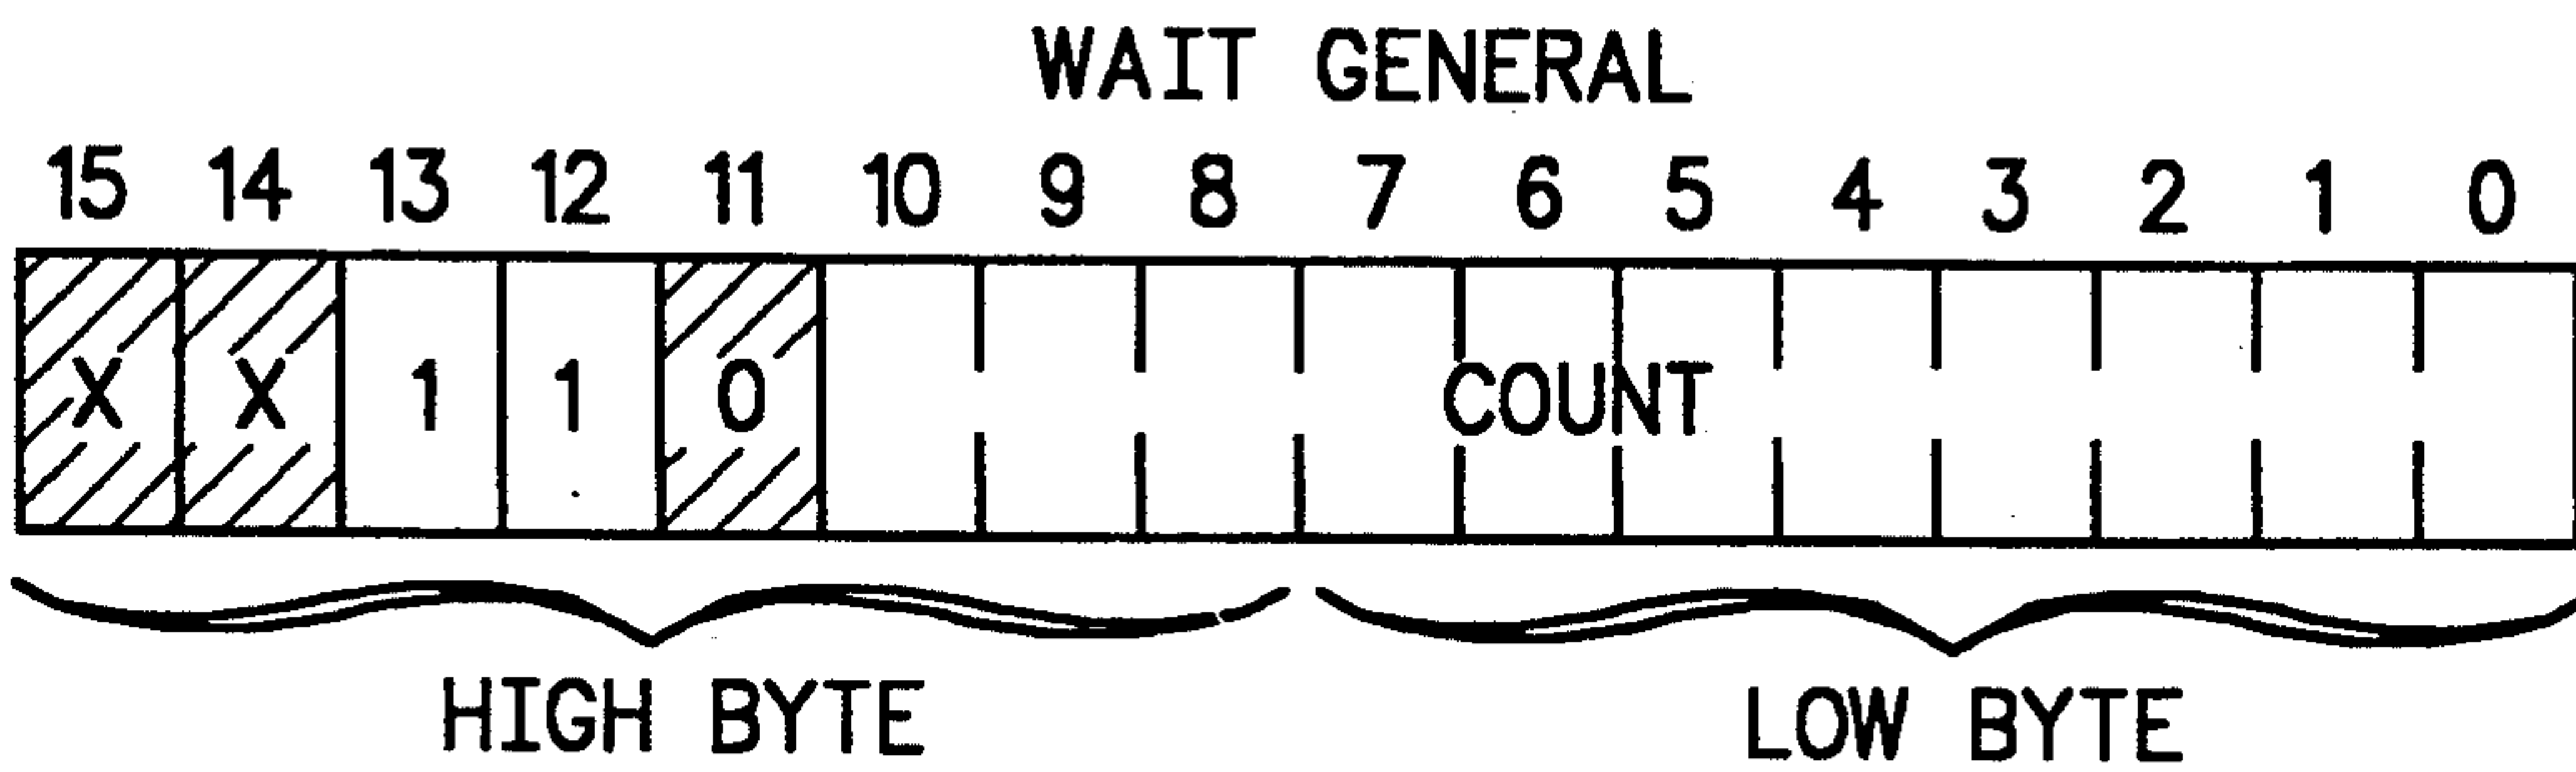 WAIT GENERAL
15 14 13 12 11 10 9 8 7 6 5 4 3 2 1 0
X X 1 1 0 COUNT
HIGH BYTE LOW BYTE